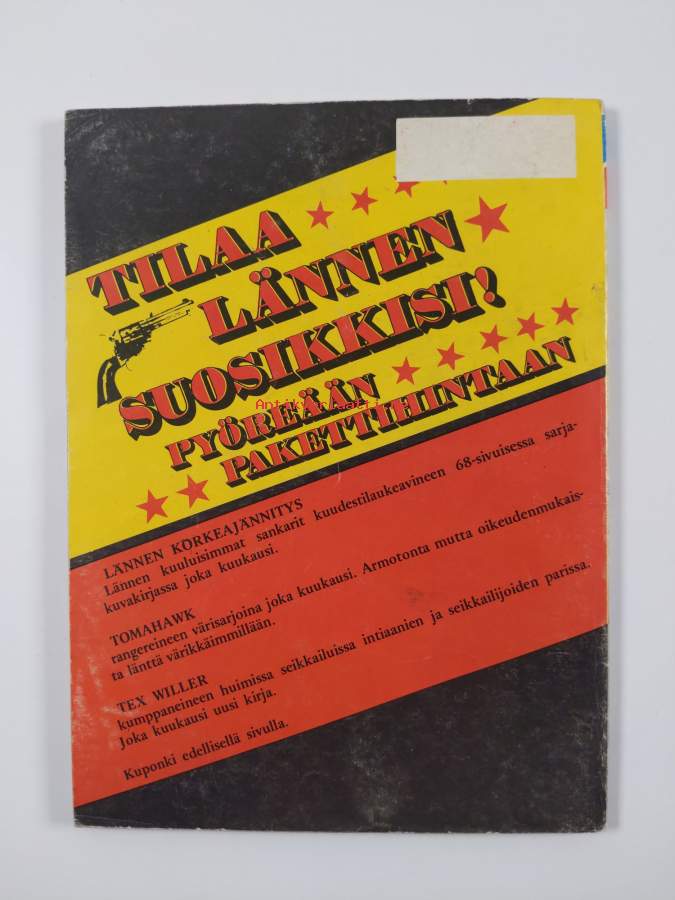 TILAA
LÄNNEN
SUOSIKKISI!
PYÖREÄÄN
PAKETTIHINTAAN
LÄNNEN KORKEAJÄNNITYS
Lännen kuuluisimmat sankarit kuudestilaukeavineen 68-sivuisessa sarja-
kuvakirjassa joka kuukausi.
TOMAHAWK
rangereineen värisarjoina joka kuukausi. Armotonta mutta oikeudenmukais-
ta länttä värikkäimmillään.
TEX WILLER
kumppaneineen huimissa seikkailuissa intiaanien ja seikkailijoiden parissa.
Joka kuukausi uusi kirja.
Kuponki edellisellä sivulla.